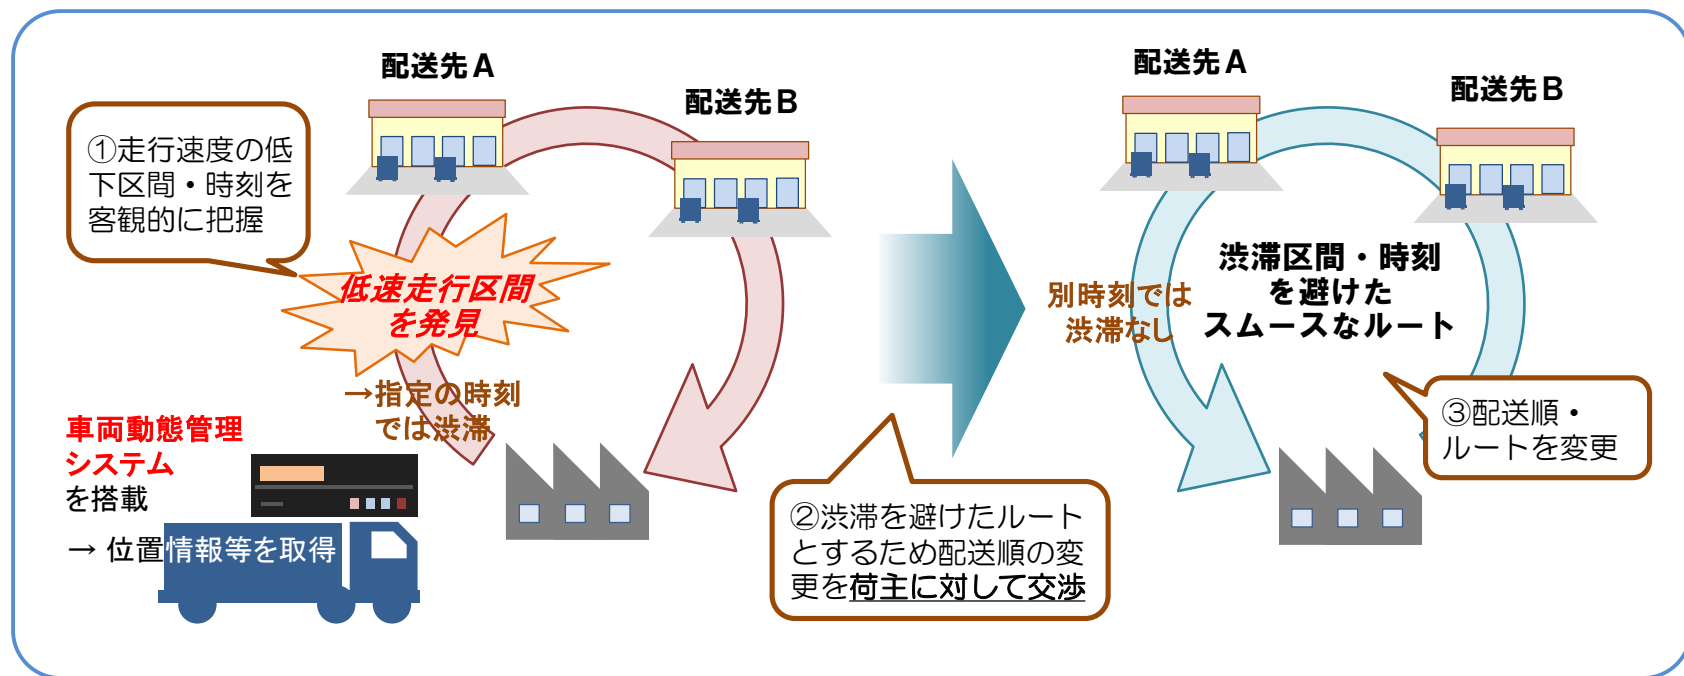 配送先A
配送先B
①走行速度の低
下区間・時刻を
客観的に把握
低速走行区間
を発見
→指定の時刻
では渋滞
車両動態管理
システム
を搭載
→ 位置情報等を取得
②渋滞を避けたルート
とするため配送順の変
更を荷主に対して交渉
配送先A
配送先B
渋滞区間・時刻
を避けた
スムースなルート
別時刻では
渋滞なし
③配送順・
ルートを変更